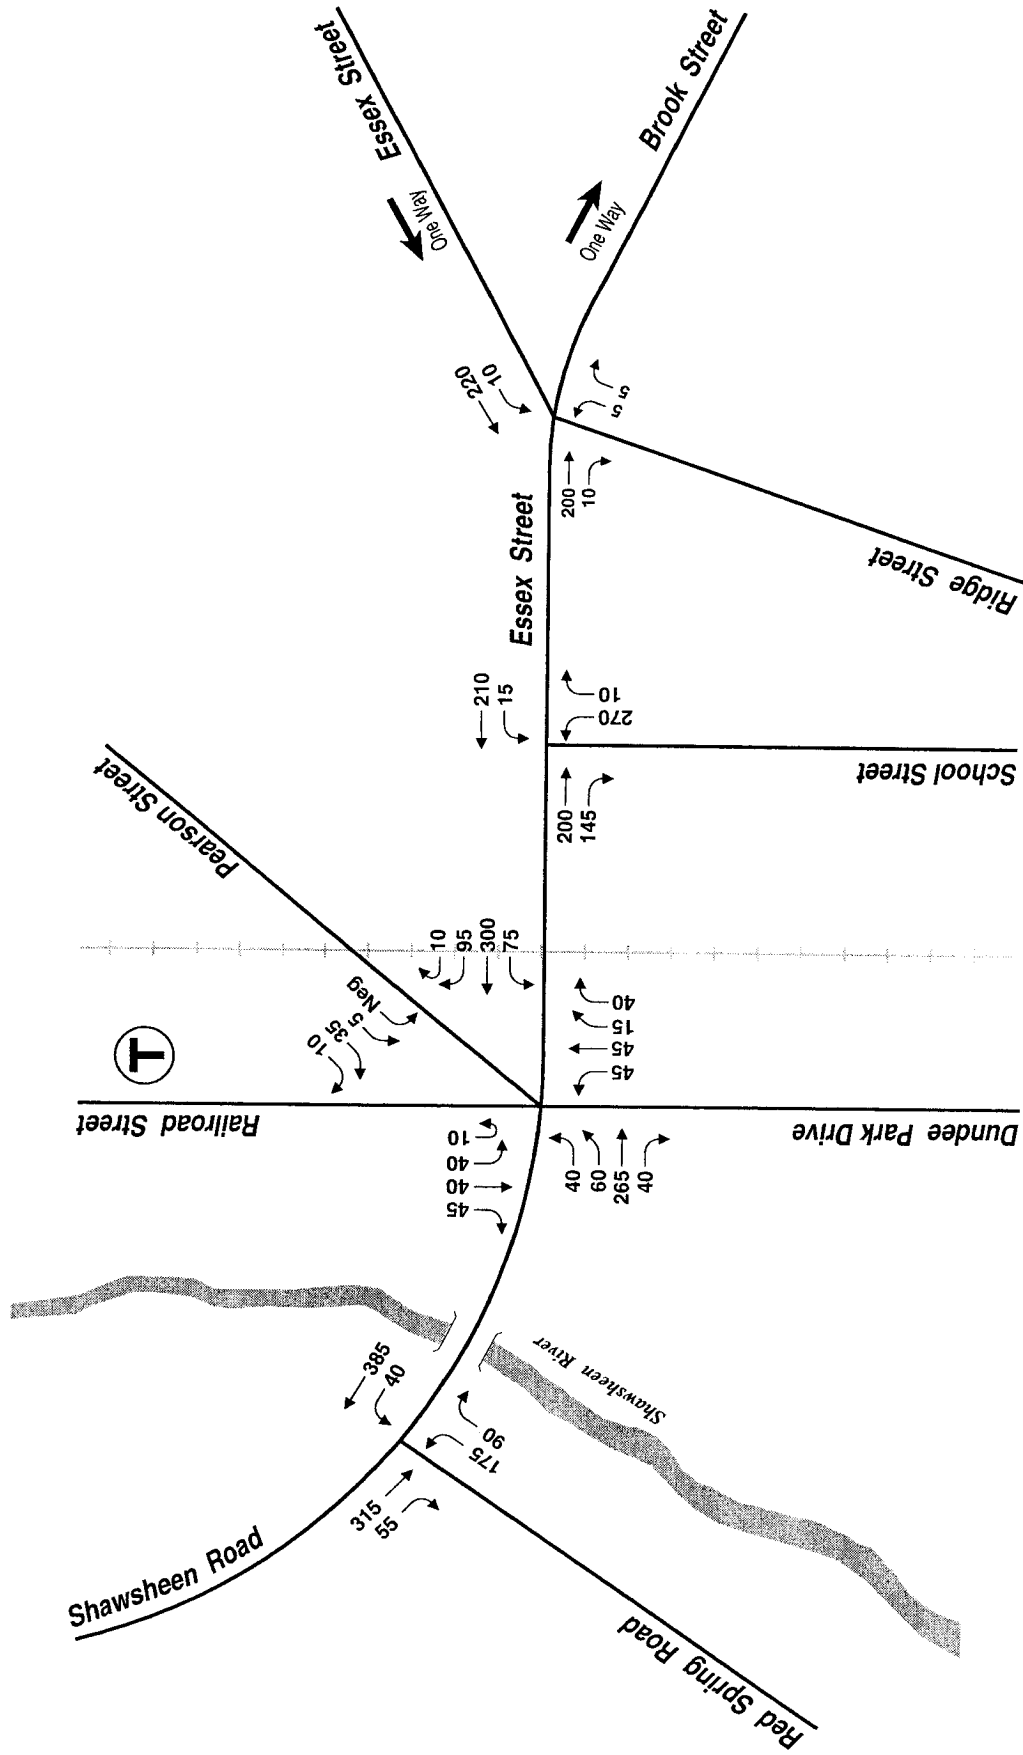 Essex Street
One Way
Brook Street
One Way
220
10
5
5
200
10
Essex Street
Ridge Street
210
15
10
270
School Street
200
145
Pearson Street
10
95
300
75
Neg
5
35
10
T
40
15
45
45
Railroad Street
Dundee Park Drive
10
40
40
45
40
60
265
40
Shawsheen River
385
40
90
175
315
55
Shawsheen Road
Red Spring Road